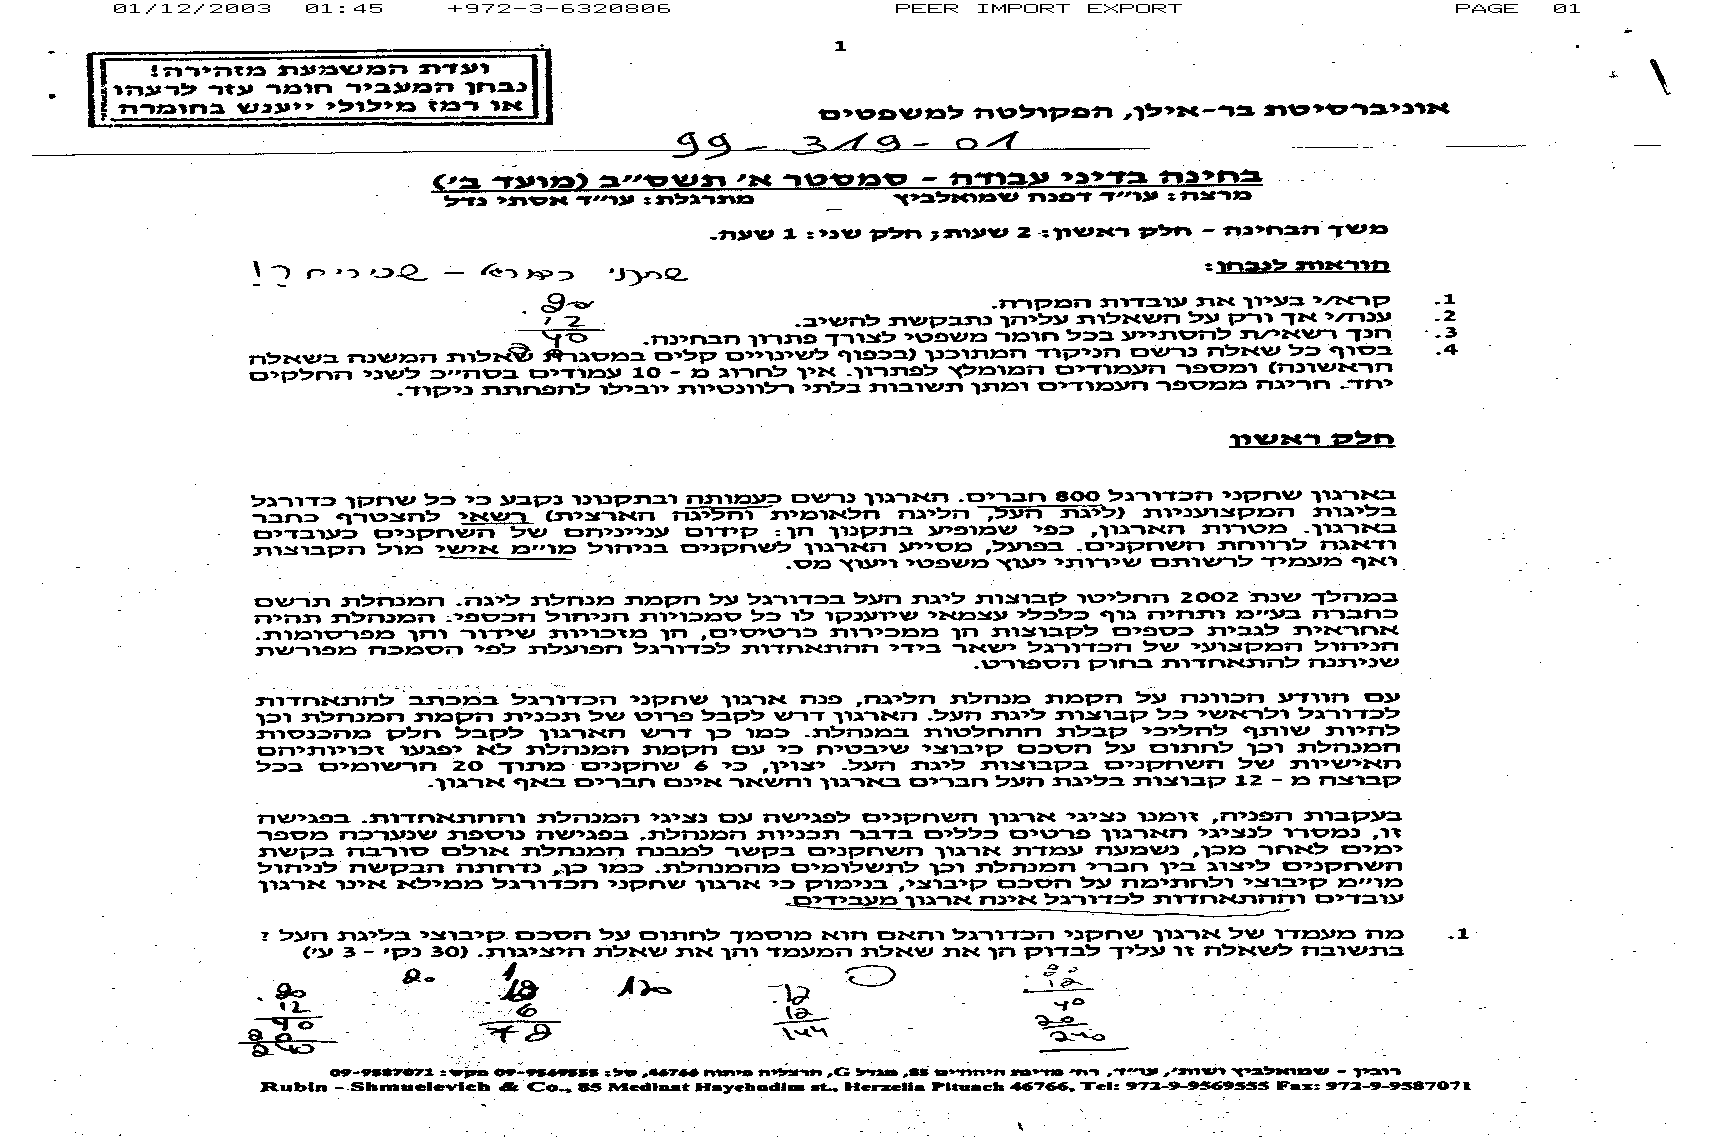 01/12/2003 01:45 +972-3-6320806 PEER IMPORT EXPORT PAGE 01
1
ועדת המשמעת מזהירה!
נבחן המעביר חומר עזר לרעהו
או רמז מילולי ייענש בחומרה
אוניברסיטת בר-אילן, הפקולטה למשפטים
99-319-01
בחינה בדיני עבודה - סמסטר א' תשס"ב (מועד ב')
מרצה: עו"ד דפנה שמואלביץ מתרגלת: עו"ד אסתי נדל
משך הבחינה - חלק ראשון: 2 שעות; חלק שני: 1 שעה.
הוראות לנבחן:
1. קרא/י בעיון את עובדות המקרה.
2. ענה/י אך ורק על השאלות עליהן נתבקשת להשיב.
3. הנך רשאי/ת להסתייע בכל חומר משפטי לצורך פתרון הבחינה.
4. בסוף כל שאלה נרשם הניקוד המתוכנן (בכפוף לשינויים קלים במסגרת שאלות המשנה בשאלה
הראשונה) ומספר העמודים המומלץ לפתרון. אין לחרוג מ - 10 עמודים בסה"כ לשני החלקים
יחד. חריגה ממספר העמודים ומתן תשובות בלתי רלוונטיות יובילו להפחתת ניקוד.
20
12
40
חלק ראשון
בארגון שחקני הכדורגל 800 חברים. הארגון נרשם כעמותה ובתקנונו נקבע כי כל שחקן כדורגל
בליגות המקצועניות (ליגת העל, הליגה הלאומית והליגה הארצית) רשאי להצטרף כחבר
בארגון. מטרות הארגון, כפי שמופיע בתקנון הן: קידום ענייניהם של השחקנים כעובדים
ודאגה לרווחת השחקנים. בפועל, מסייע הארגון לשחקנים בניהול מו"מ אישי מול הקבוצות
ואף מעמיד לרשותם שירותי יעוץ משפטי ויעוץ מס.
במהלך שנת 2002 החליטו קבוצות ליגת העל בכדורגל על הקמת מנהלת ליגה. המנהלת תרשם
כחברה בע"מ ותהיה גוף כלכלי עצמאי שיוענקו לו כל סמכויות הניהול הכספי. המנהלת תהיה
אחראית לגבית כספים לקבוצות הן ממכירות כרטיסים, הן מזכויות שידור והן מפרסומות.
הניהול המקצועי של הכדורגל ישאר בידי ההתאחדות לכדורגל הפועלת לפי הסמכה מפורשת
שניתנה להתאחדות בחוק הספורט.
עם היוודע הכוונה על הקמת מנהלת הליגה, פנה ארגון שחקני הכדורגל במכתב להתאחדות
לכדורגל ולראשי כל קבוצות ליגת העל. הארגון דרש לקבל פרוט של תכנית הקמת המנהלת וכן
להיות שותף להליכי קבלת ההחלטות במנהלת. כמו כן דרש הארגון לקבל חלק מהכנסות
המנהלת וכן לחתום על הסכם קיבוצי שיבטיח כי עם הקמת המנהלת לא יפגעו זכויותיהם
האישיות של השחקנים בקבוצות ליגת העל. יצוין, כי 6 שחקנים מתוך 20 הרשומים בכל
קבוצה מ - 12 קבוצות בליגת העל חברים בארגון והשאר אינם חברים באף ארגון.
בעקבות הפניה, זומנו נציגי ארגון השחקנים לפגישה עם נציגי המנהלת וההתאחדות. בפגישה
זו, נמסרו לנציגי הארגון פרטים כללים בדבר תכניות המנהלת. בפגישה נוספת שנערכה מספר
ימים לאחר מכן, נשמעה עמדת ארגון השחקנים בקשר למבנה המנהלת אולם סורבה בקשת
השחקנים ליצוג בין חברי המנהלת וכן לתשלומים מהמנהלת. כמו כן, נדחתה הבקשה לניהול
מו"מ קיבוצי ולחתימה על הסכם קיבוצי, בנימוק כי ארגון שחקני הכדורגל ממילא אינו ארגון
עובדים וההתאחדות לכדורגל אינה ארגון מעבידים.
1. מה מעמדו של ארגון שחקני הכדורגל והאם הוא מוסמך לחתום על הסכם קיבוצי בליגת העל ?
בתשובה לשאלה זו עליך לבדוק הן את שאלת המעמד והן את שאלת היציגות. (30 נק' - 3 ע')
20 120
20 12
12 6 12 12
40 78 144 40
20 20
240 240
רובין - שמואלביץ ושות', עו"ד, רח' מדינת היהודים 85, מגדל G, הרצליה פיתוח 46766, טל: 09-9569555 פקס: 09-9587071
Rubin - Shmuelevich & Co., 85 Medinat Hayehudim st., Herzelia Pituach 46766, Tel: 972-9-9569555 Fax: 972-9-9587071